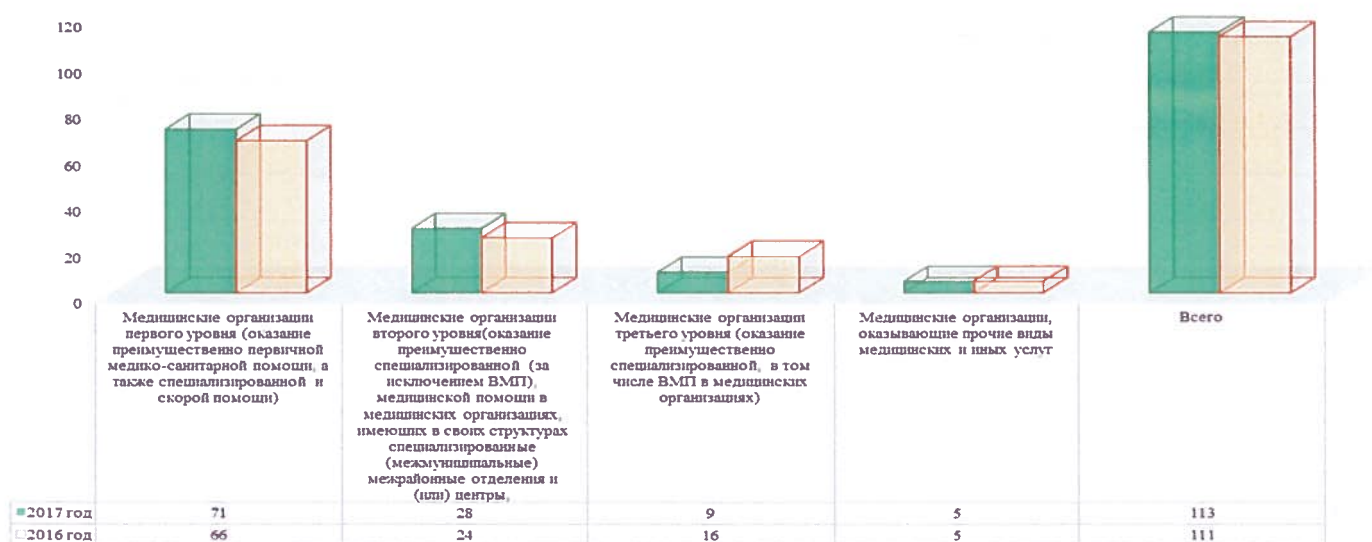 120
100
80
60
40
20
0
Медицинские организации
первого уровня (оказание
преимущественно первичной
медико-санитарной помощи, а
также специализированной и
скорой помощи)
Медицинские организации
второго уровня(оказание
преимущественно
специализированной (за
исключением ВМП),
медицинской помощи в
медицинских организациях,
имеющих в своих структурах
специализированные
(межмуниципальные)
межрайонные отделения и
(или) центры,
Медицинские организации
третьего уровня (оказание
преимущественно
специализированной, в том
числе ВМП в медицинских
организациях)
Медицинские организации,
оказывающие прочие виды
медицинских и иных услуг
Всего
2017 год 71 28 9 5 113
2016 год 66 24 16 5 111